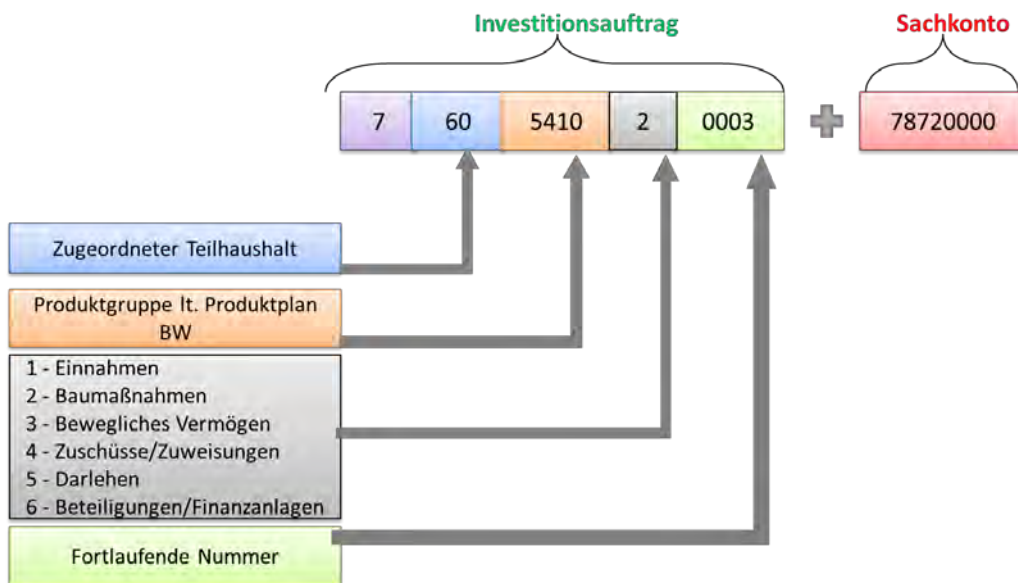 Investitionsauftrag
Sachkonto
7 60 5410 2 0003 + 78720000
Zugeordneter Teilhaushalt
Produktgruppe lt. Produktplan
BW
1 - Einnahmen
2 - Baumaßnahmen
3 - Bewegliches Vermögen
4 - Zuschüsse/Zuweisungen
5 - Darlehen
6 - Beteiligungen/Finanzanlagen
Fortlaufende Nummer